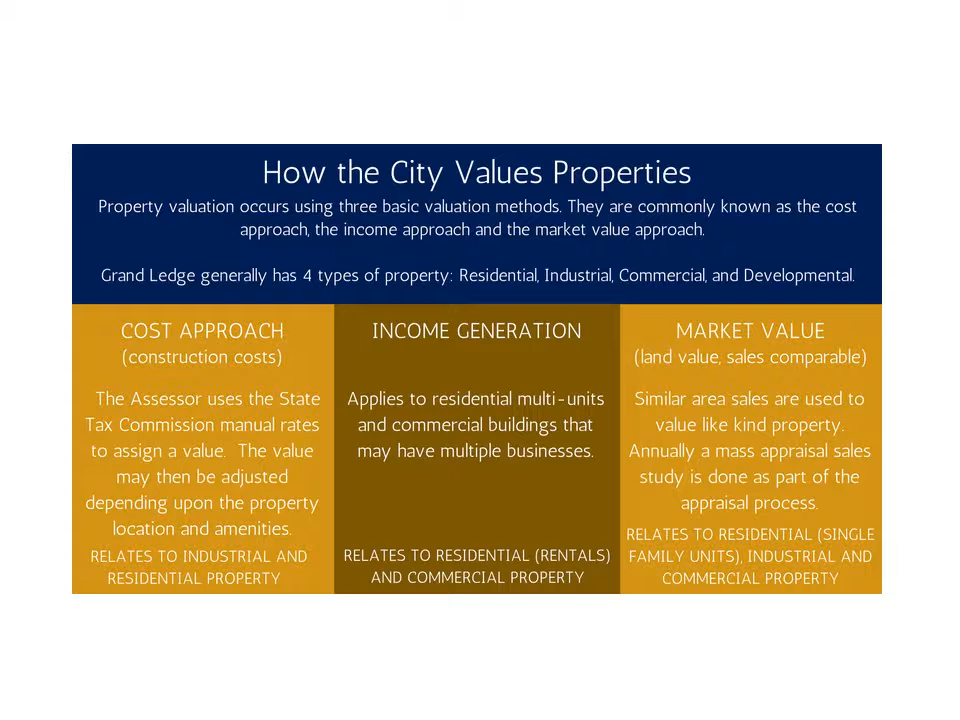 How the City Values Properties
Property valuation occurs using three basic valuation methods. They are commonly known as the cost
approach, the income approach and the market value approach.
Grand Ledge generally has 4 types of property: Residential, Industrial, Commercial, and Developmental.
COST APPROACH
(construction costs)
The Assessor uses the State
Tax Commission manual rates
to assign a value. The value
may then be adjusted
depending upon the property
location and amenities.
RELATES TO INDUSTRIAL AND
RESIDENTIAL PROPERTY
INCOME GENERATION
Applies to residential multi-units
and commercial buildings that
may have multiple businesses.
RELATES TO RESIDENTIAL (RENTALS)
AND COMMERCIAL PROPERTY
MARKET VALUE
(land value, sales comparable)
Similar area sales are used to
value like kind property.
Annually a mass appraisal sales
study is done as part of the
appraisal process.
RELATES TO RESIDENTIAL (SINGLE
FAMILY UNITS), INDUSTRIAL AND
COMMERCIAL PROPERTY